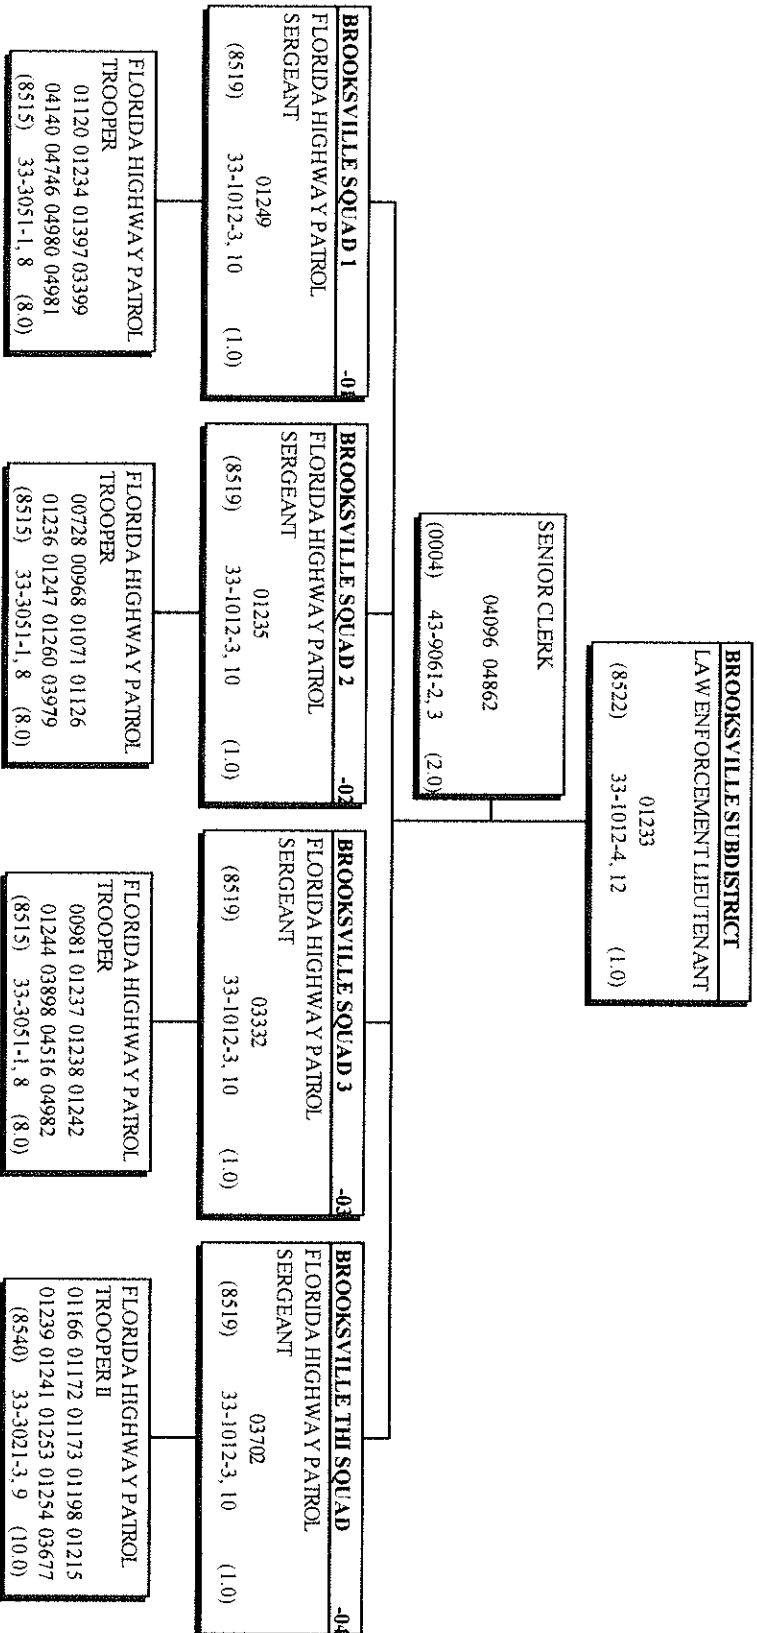 BROOKSVILLE SUBDISTRICT
LAW ENFORCEMENT LIEUTENANT
01233
(8522) 33-1012-4, 12 (1.0)
SENIOR CLERK
04096 04862
(0004) 43-9061-2, 3 (2.0)
BROOKSVILLE SQUAD 1 -01
FLORIDA HIGHWAY PATROL
SERGEANT
01249
(8519) 33-1012-3, 10 (1.0)
FLORIDA HIGHWAY PATROL
TROOPER
01120 01234 01397 03399
04140 04746 04980 04981
(8515) 33-3051-1, 8 (8.0)
BROOKSVILLE SQUAD 2 -02
FLORIDA HIGHWAY PATROL
SERGEANT
01235
(8519) 33-1012-3, 10 (1.0)
FLORIDA HIGHWAY PATROL
TROOPER
00728 00968 01071 01126
01236 01247 01260 03979
(8515) 33-3051-1, 8 (8.0)
BROOKSVILLE SQUAD 3 -03
FLORIDA HIGHWAY PATROL
SERGEANT
03332
(8519) 33-1012-3, 10 (1.0)
FLORIDA HIGHWAY PATROL
TROOPER
00981 01237 01238 01242
01244 03898 04516 04982
(8515) 33-3051-1, 8 (8.0)
BROOKSVILLE THI SQUAD -04
FLORIDA HIGHWAY PATROL
SERGEANT
03702
(8519) 33-1012-3, 10 (1.0)
FLORIDA HIGHWAY PATROL
TROOPER II
01166 01172 01173 01198 01215
01239 01241 01253 01254 03677
(8540) 33-3021-3, 9 (10.0)